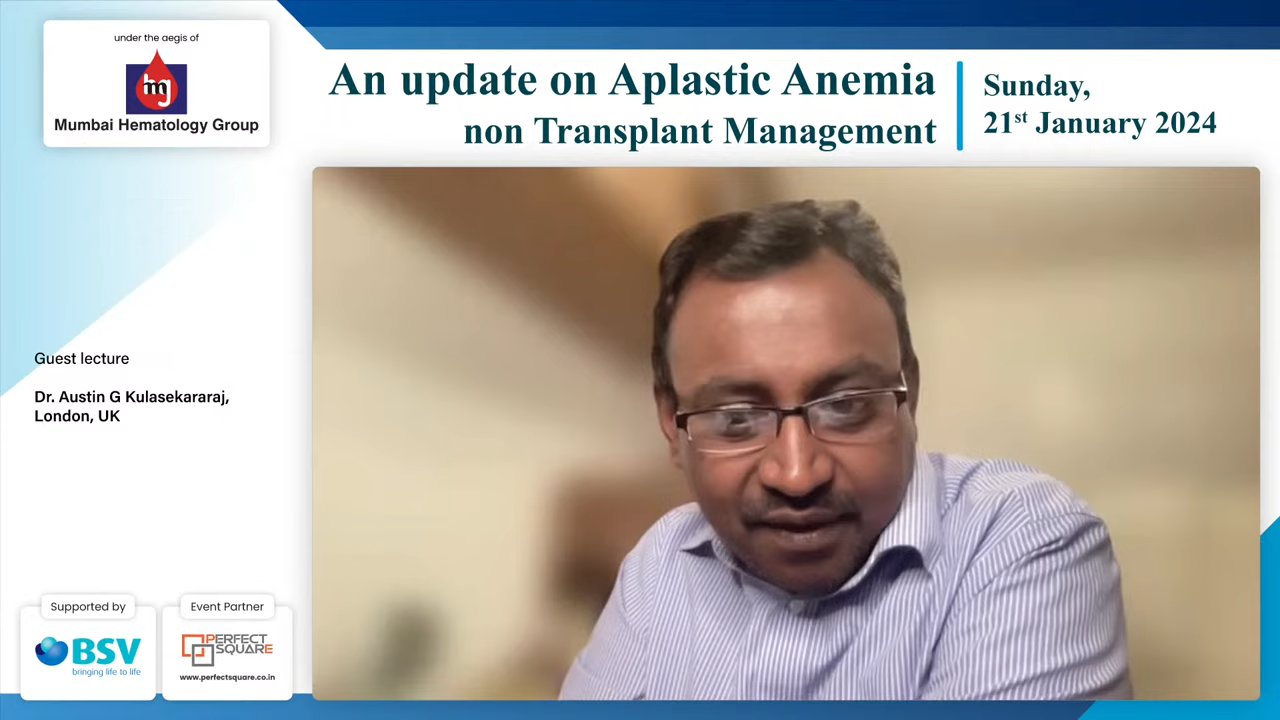 under the aegis of
hg
Mumbai Hematology Group
An update on Aplastic Anemia
non Transplant Management
Sunday,
21st January 2024
Guest lecture
Dr. Austin G Kulasekararaj,
London, UK
Supported by
BSV
bringing life to life
Event Partner
PERFECT
SQUARE
www.perfectsquare.co.in